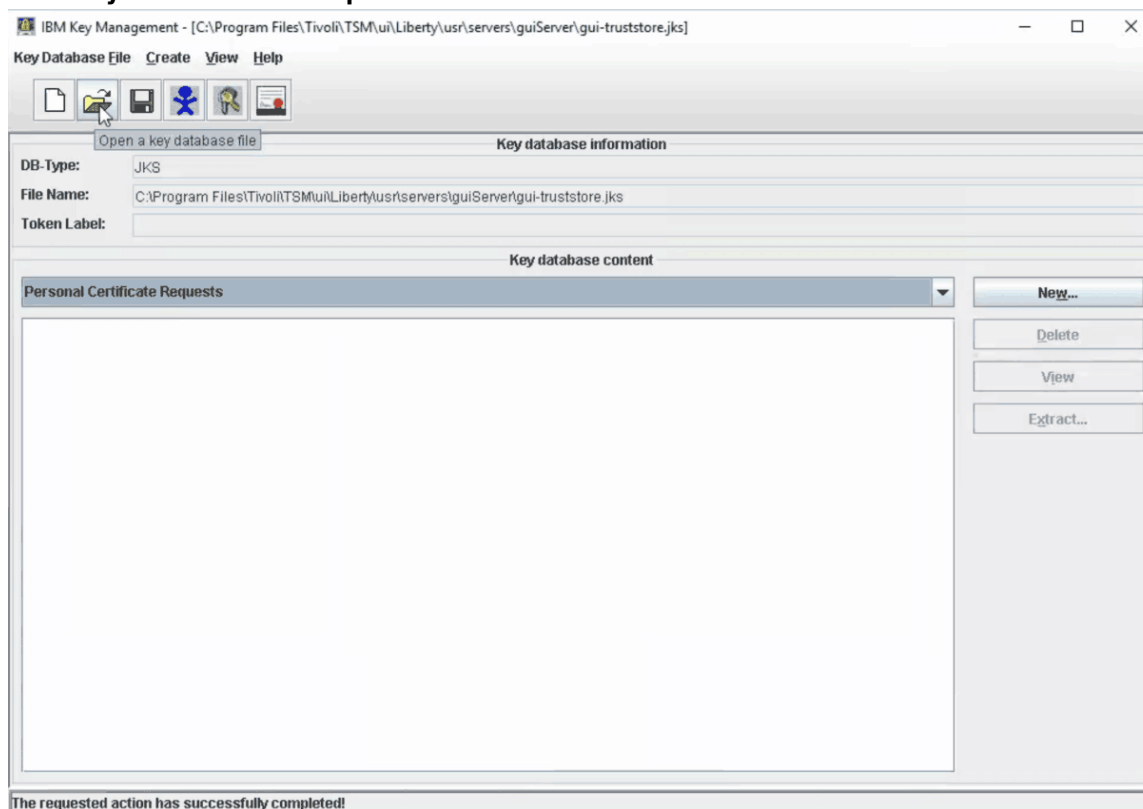 IBM Key Management - [C:\Program Files\Tivoli\TSM\ui\Liberty\usr\servers\guiServer\gui-truststore.jks]
Key Database File Create View Help
Open a key database file
Key database information
DB-Type: JKS
File Name: C:\Program Files\Tivoli\TSM\ui\Liberty\usr\servers\guiServer\gui-truststore.jks
Token Label:
Key database content
Personal Certificate Requests
New...
Delete
View
Extract...
The requested action has successfully completed!